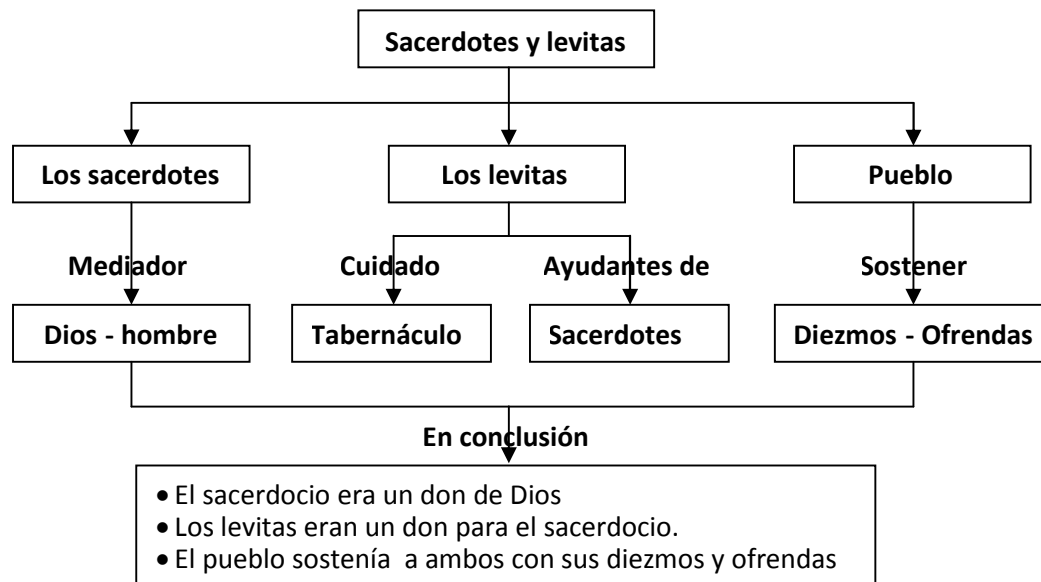 Sacerdotes y levitas
Los sacerdotes
Los levitas
Pueblo
Mediador
Cuidado
Ayudantes de
Sostener
Dios - hombre
Tabernáculo
Sacerdotes
Diezmos - Ofrendas
En conclusión
• El sacerdocio era un don de Dios
• Los levitas eran un don para el sacerdocio.
• El pueblo sostenía  a ambos con sus diezmos y ofrendas